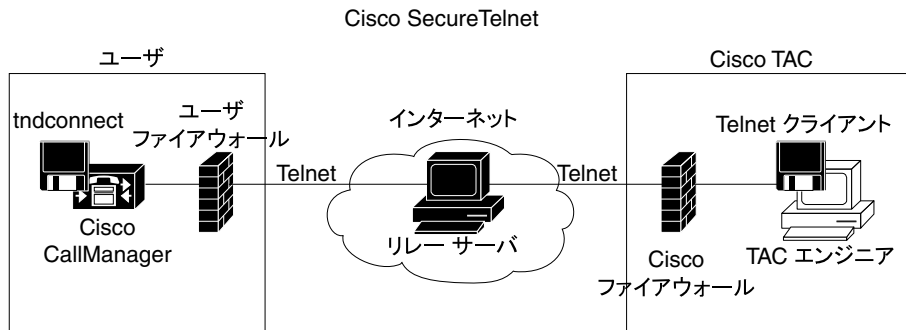 Cisco SecureTelnet
ユーザ
Cisco TAC
tndconnect
ユーザ
ファイアウォール
インターネット
Telnet クライアント
Telnet
Telnet
Cisco
CallManager
リレー サーバ
Cisco
ファイアウォール
TAC エンジニア